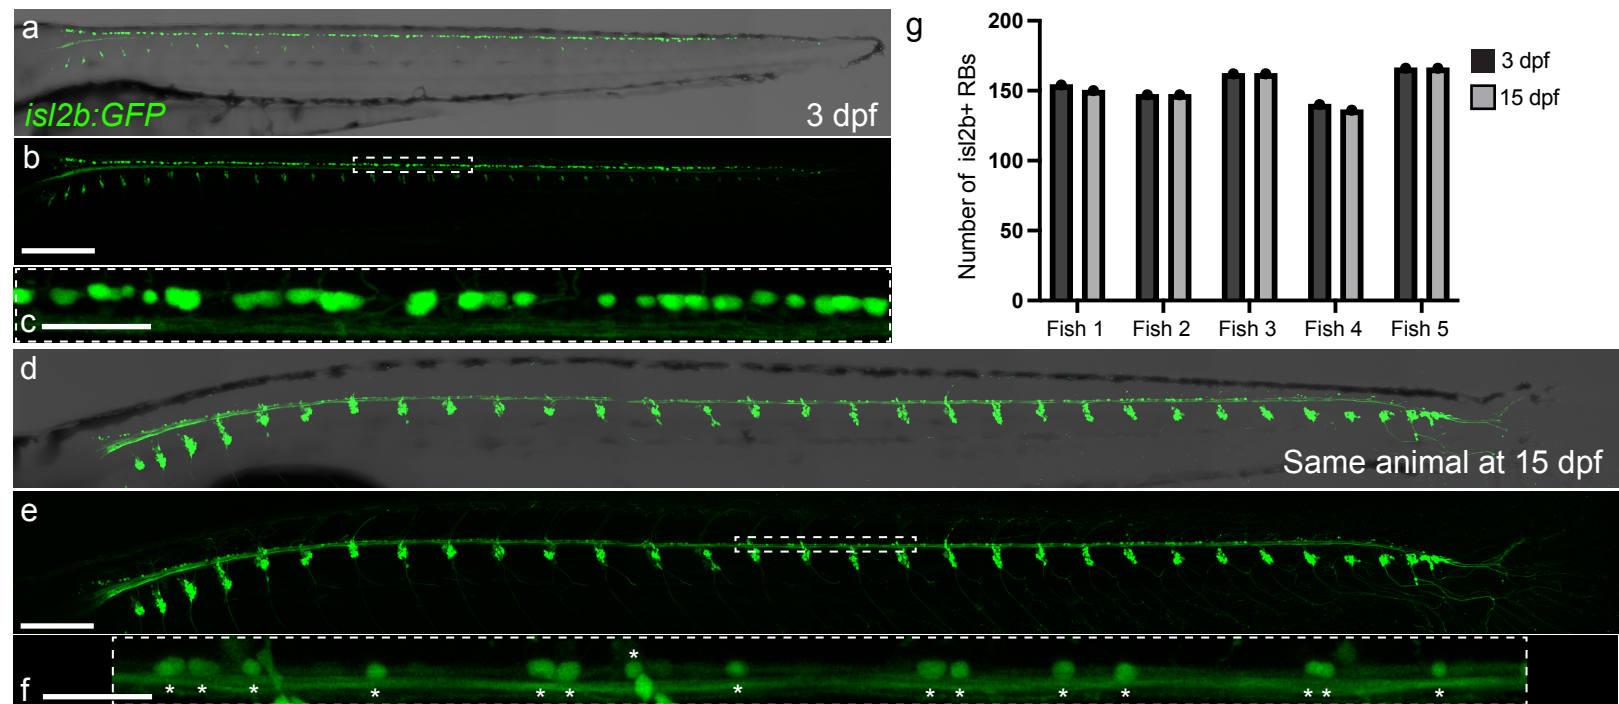 a
isl2b:GFP
3 dpf
b
c
d
Same animal at 15 dpf
e
f
*
* * * * * * * * * * * * * * *
g
Number of isl2b+ RBs
200
150
100
50
0
Fish 1 Fish 2 Fish 3 Fish 4 Fish 5
3 dpf
15 dpf